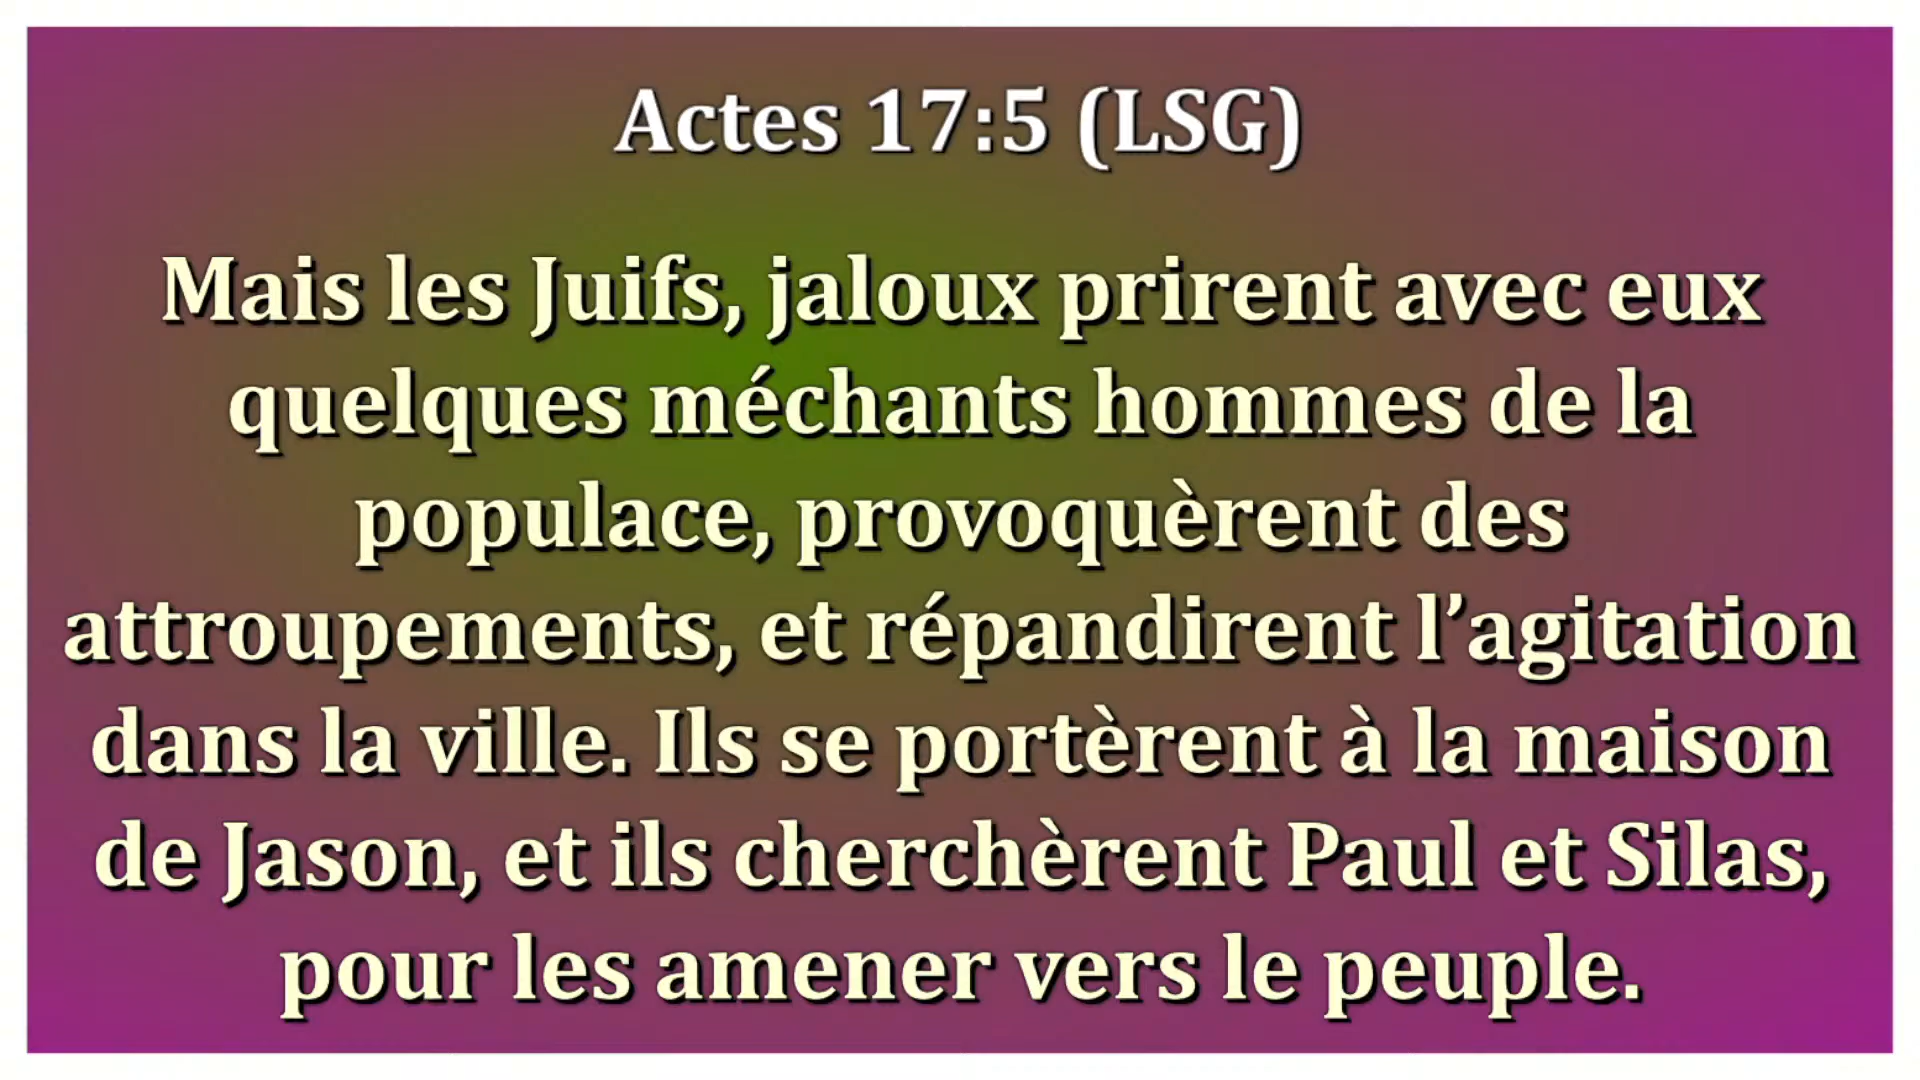 Actes 17:5 (LSG)
Mais les Juifs, jaloux prirent avec eux
quelques méchants hommes de la
populace, provoquèrent des
attroupements, et répandirent l’agitation
dans la ville. Ils se portèrent à la maison
de Jason, et ils cherchèrent Paul et Silas,
pour les amener vers le peuple.